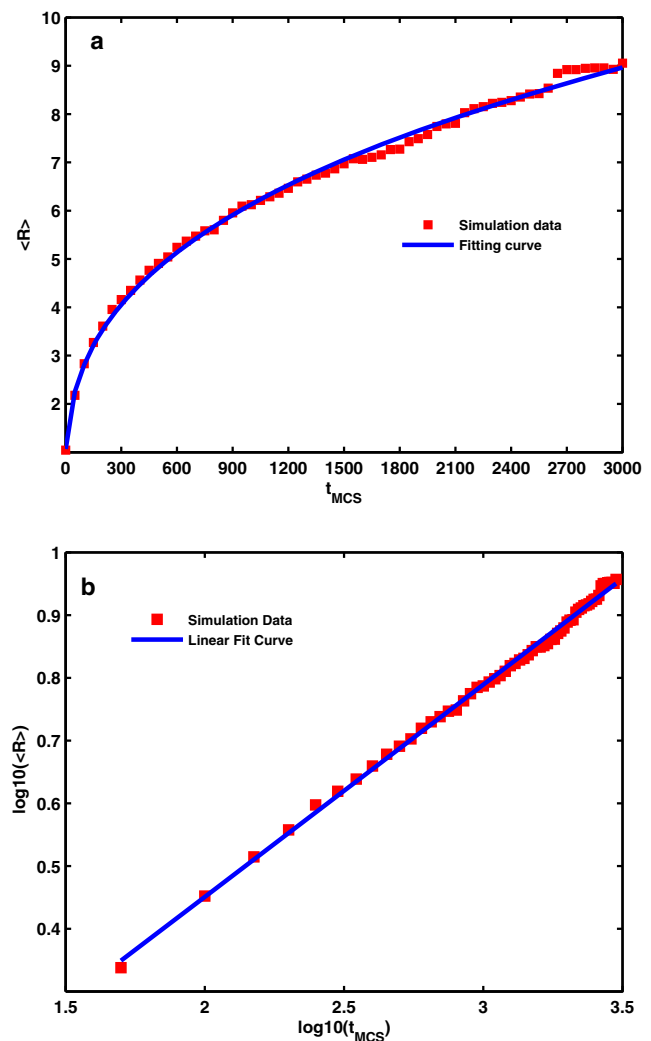 a
10
9
8
7
6
5
4
3
2
<R>
Simulation data
Fitting curve
0 300 600 900 1200 1500 1800 2100 2400 2700 3000
t_MCS
b
1
0.9
0.8
0.7
0.6
0.5
0.4
log10(<R>)
Simulation Data
Linear Fit Curve
1.5 2 2.5 3 3.5
log10(t_MCS)